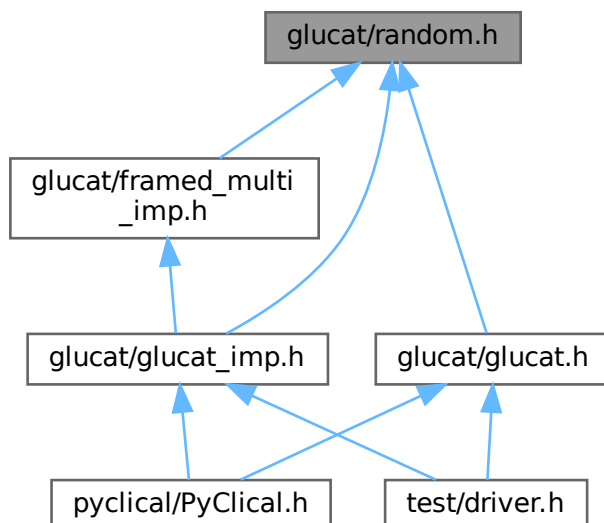 glucat/random.h
glucat/framed_multi
_imp.h
glucat/glucat_imp.h
glucat/glucat.h
pyclical/PyClical.h
test/driver.h